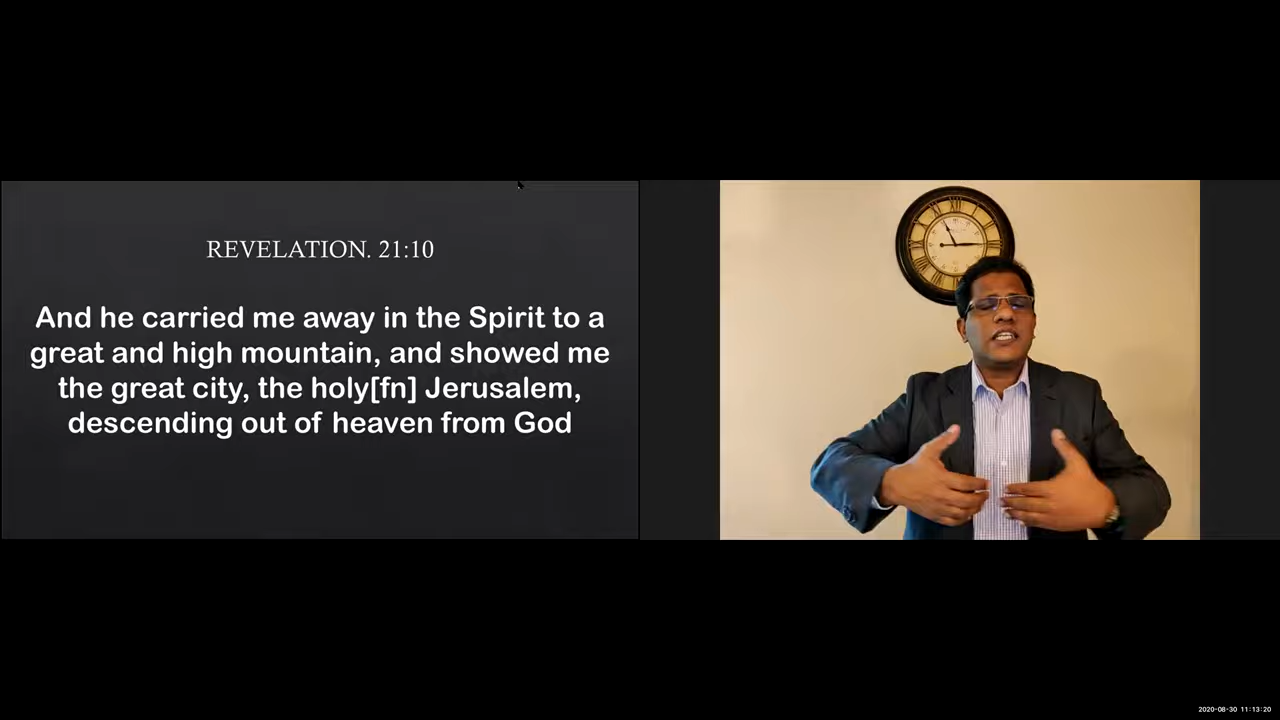 REVELATION. 21:10
And he carried me away in the Spirit to a
great and high mountain, and showed me
the great city, the holy[fn] Jerusalem,
descending out of heaven from God
2020-08-30 11:13:20